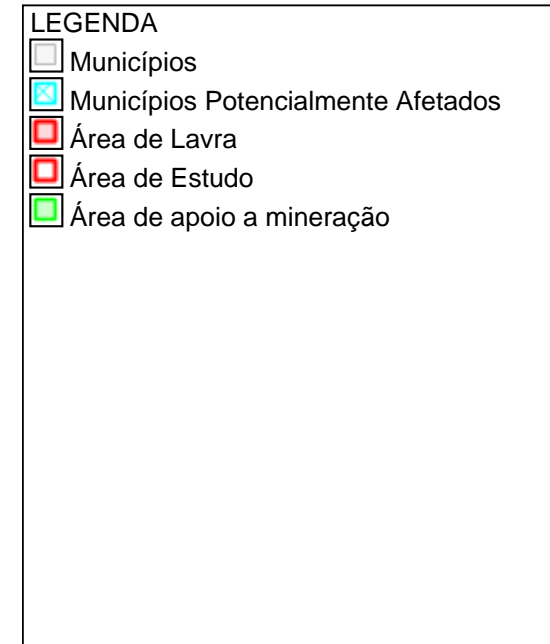 LEGENDA
Municípios
Municípios Potencialmente Afetados
Área de Lavra
Área de Estudo
Área de apoio a mineração